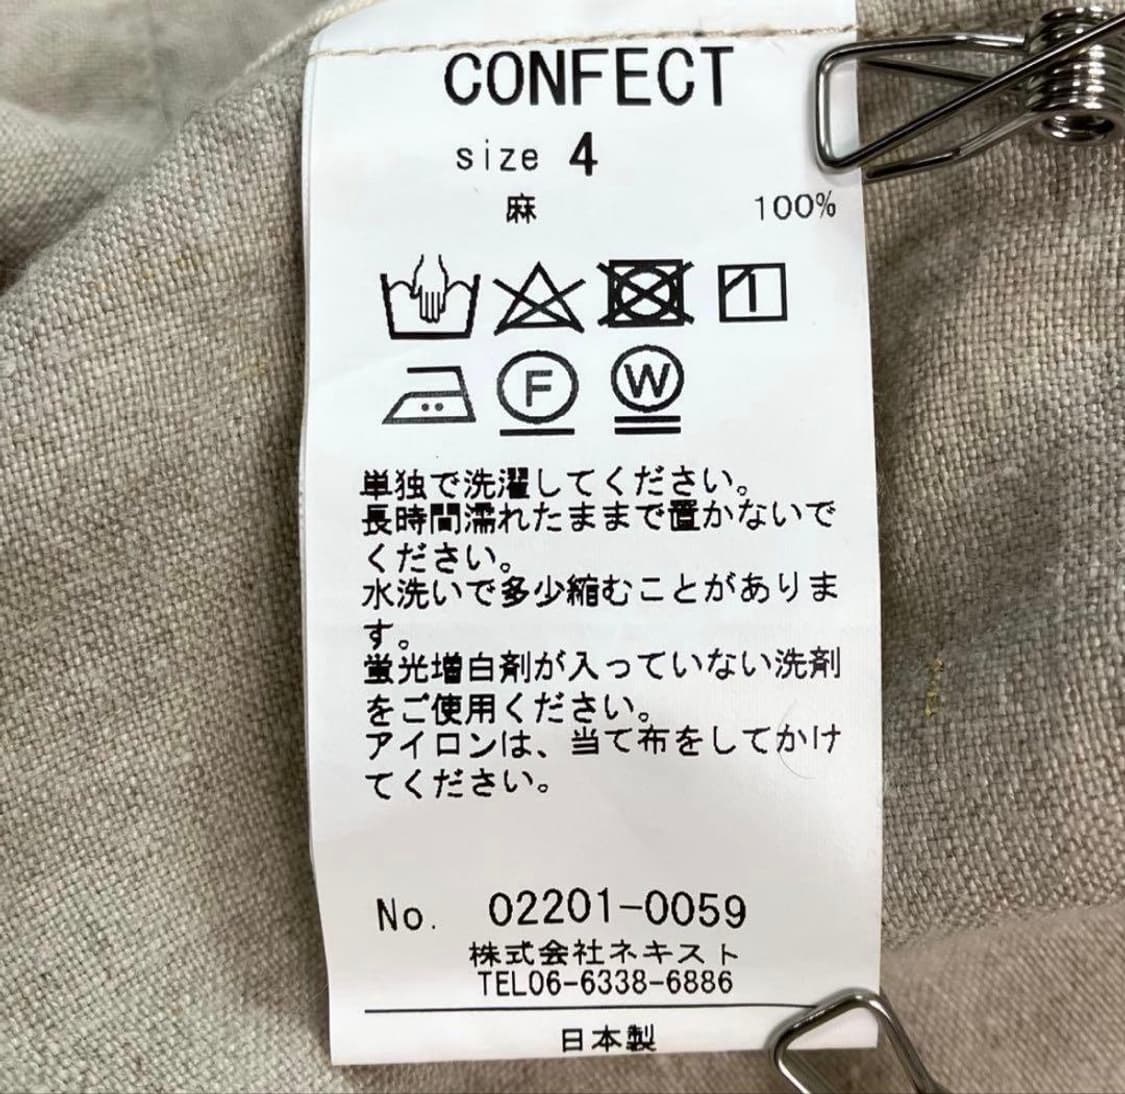 CONFECT
size 4
麻 100%
F W
単独で洗濯してください。
長時間濡れたままで置かないで
ください。
水洗いで多少縮むことがありま
す。
蛍光増白剤が入っていない洗剤
をご使用ください。
アイロンは、当て布をしてかけ
てください。
No. 02201-0059
株式会社ネキスト
TEL06-6338-6886
日本製